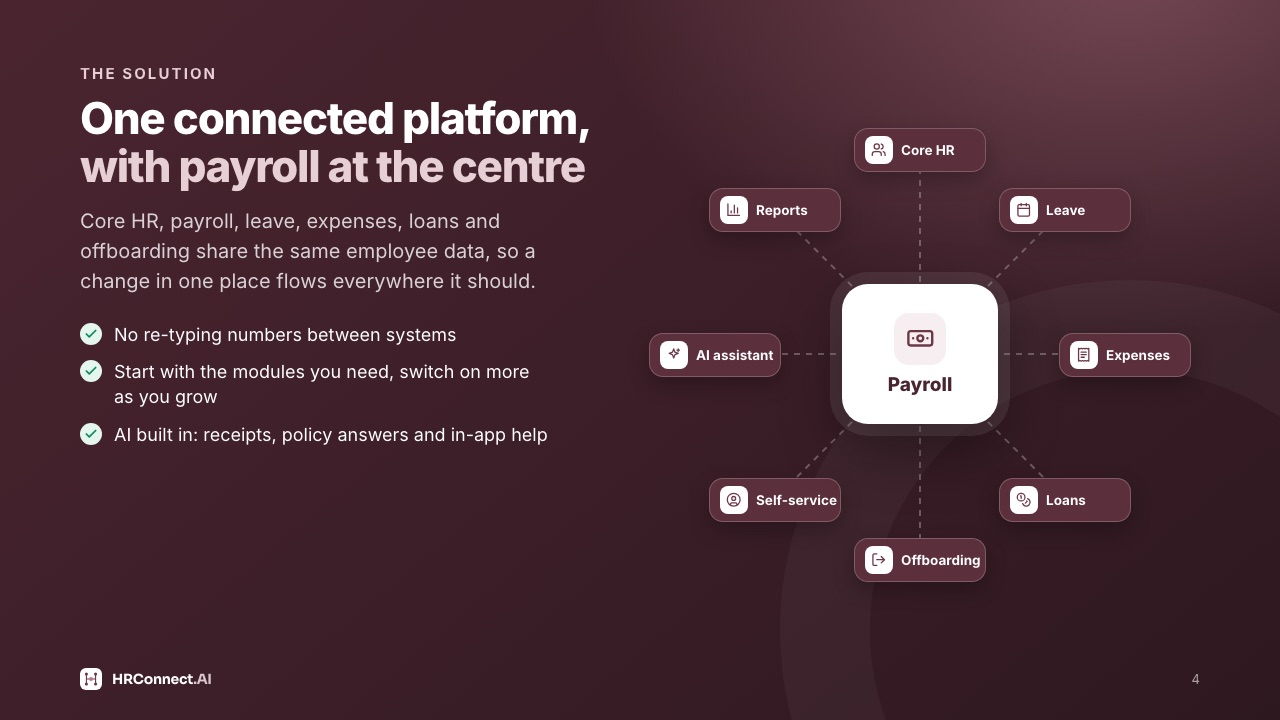 THE SOLUTION
One connected platform,
with payroll at the centre
Core HR, payroll, leave, expenses, loans and
offboarding share the same employee data, so a
change in one place flows everywhere it should.
No re-typing numbers between systems
Start with the modules you need, switch on more
as you grow
AI built in: receipts, policy answers and in-app help
Core HR
Reports
Leave
AI assistant
Payroll
Expenses
Self-service
Loans
Offboarding
HRConnect.AI
4